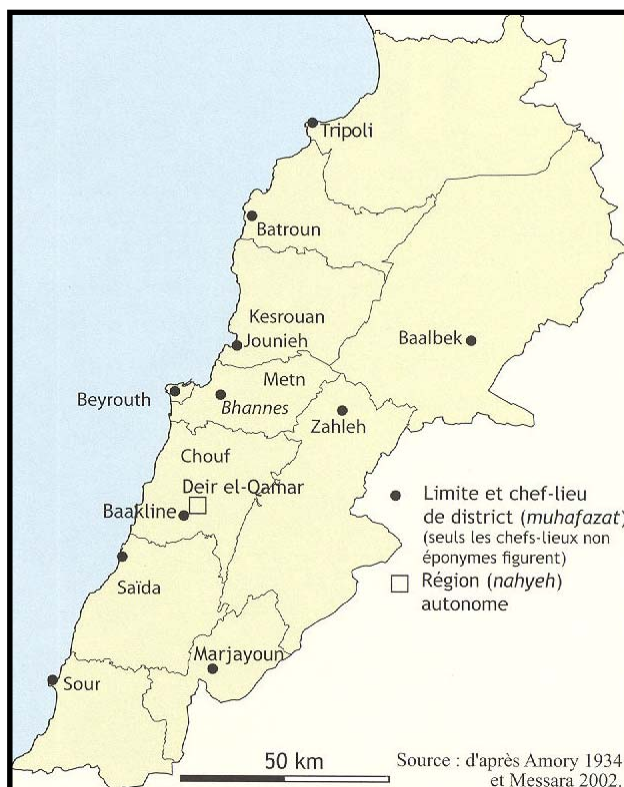 Tripoli
Batroun
Kesrouan
Jounieh
Baalbek
Metn
Beyrouth
Bhannes
Zahleh
Chouf
Deir el-Qamar
Baakline
Limite et chef-lieu
de district (muhafazat)
(seuls les chefs-lieux non
éponymes figurent)
Région (nahyeh)
autonome
Saïda
Marjayoun
Sour
50 km
Source : d'après Amory 1934
et Messara 2002.